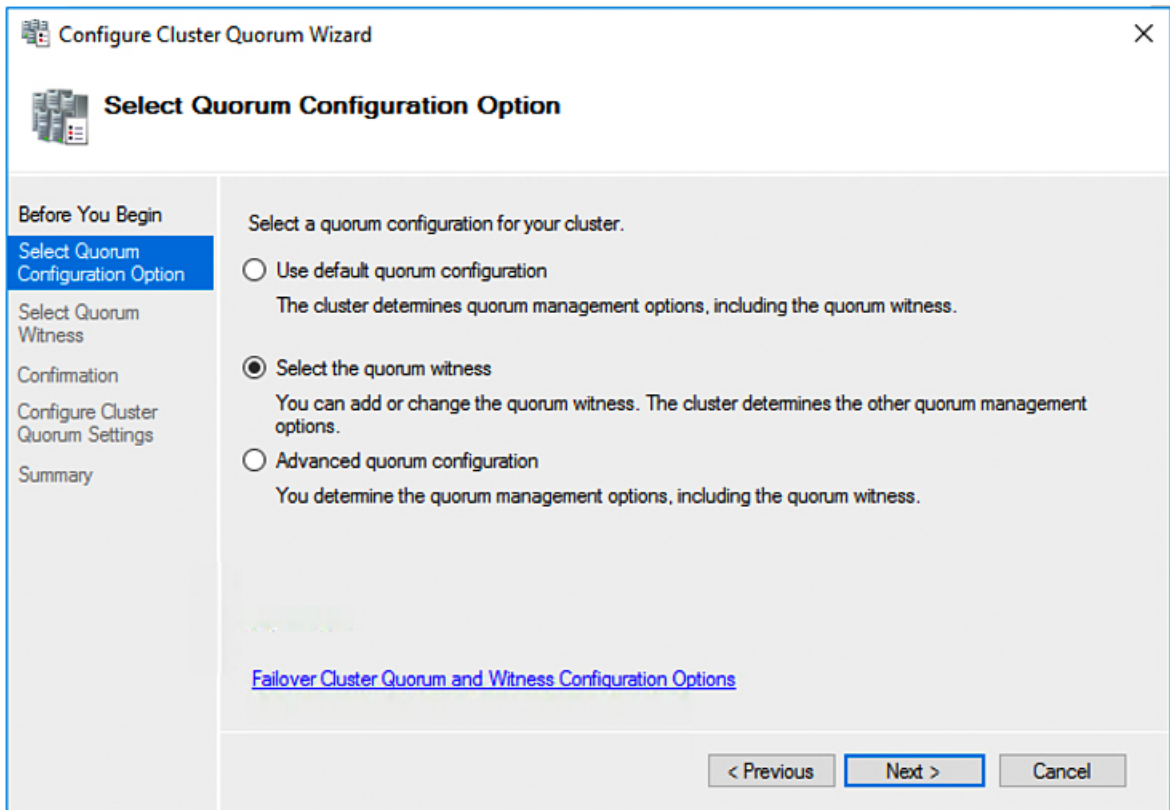 Configure Cluster Quorum Wizard
Select Quorum Configuration Option
Before You Begin
Select Quorum
Configuration Option
Select Quorum
Witness
Confirmation
Configure Cluster
Quorum Settings
Summary
Select a quorum configuration for your cluster.
Use default quorum configuration
The cluster determines quorum management options, including the quorum witness.
Select the quorum witness
You can add or change the quorum witness. The cluster determines the other quorum management
options.
Advanced quorum configuration
You determine the quorum management options, including the quorum witness.
Failover Cluster Quorum and Witness Configuration Options
< Previous
Next >
Cancel